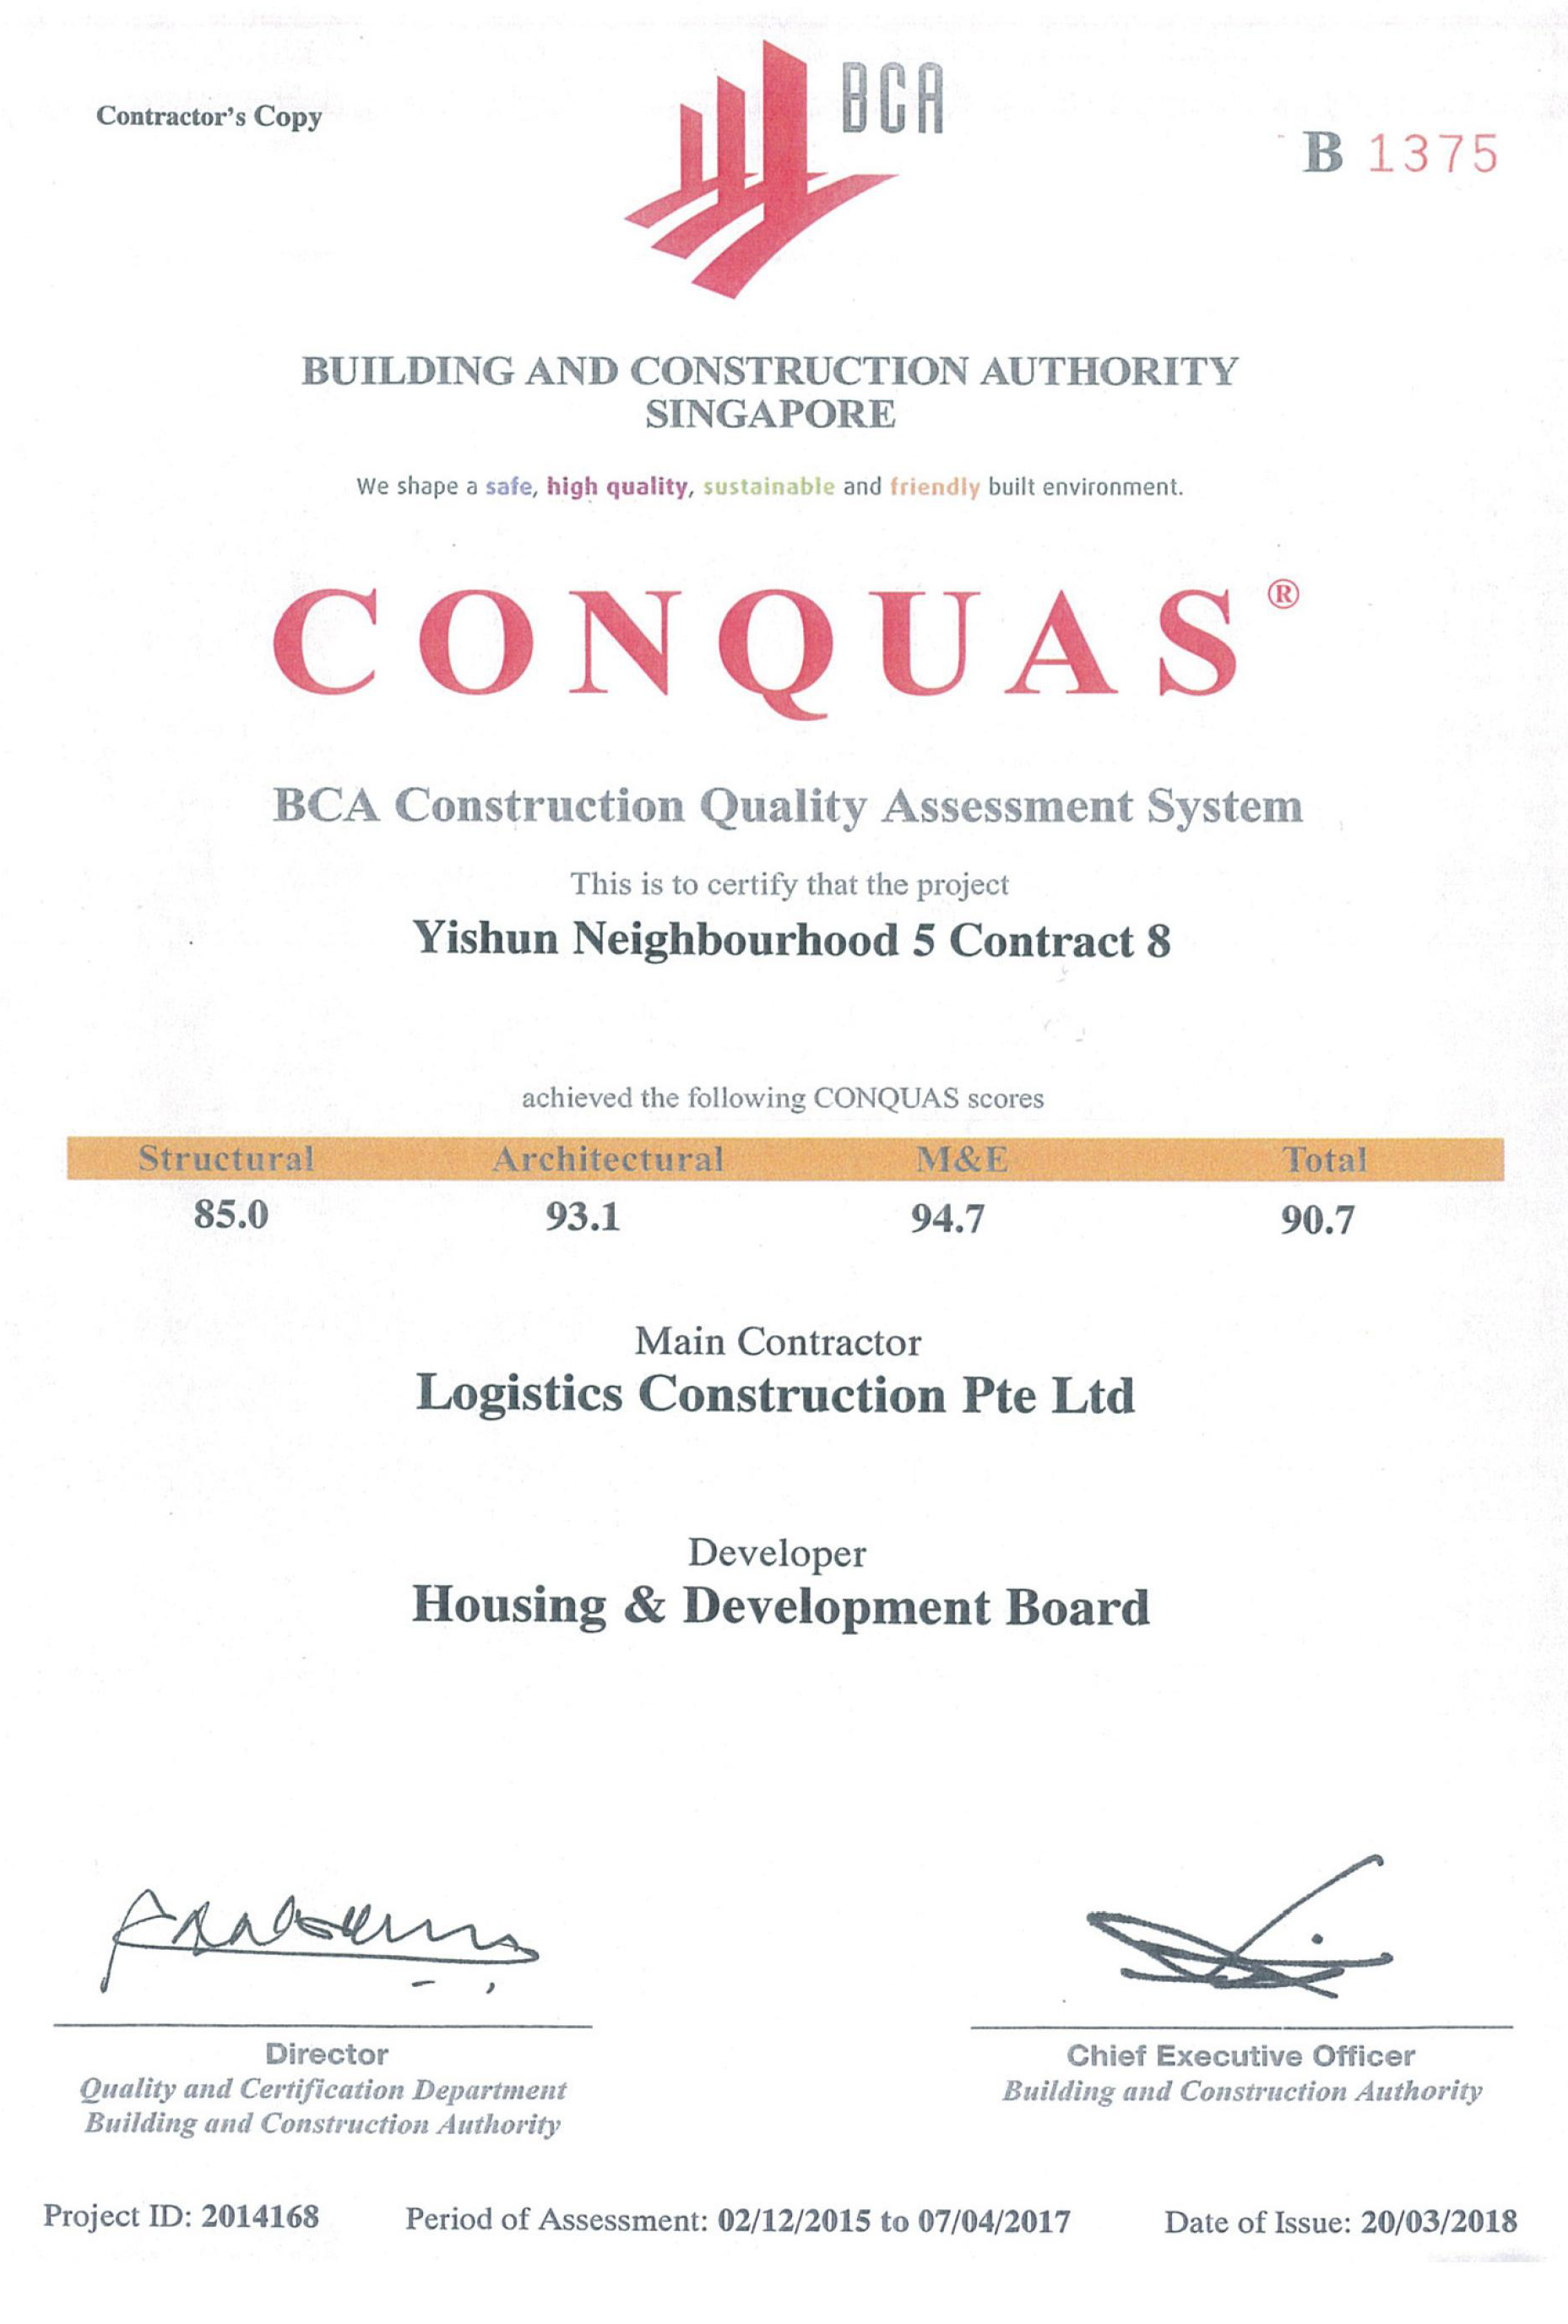 Contractor's Copy
BCA
B 1375
BUILDING AND CONSTRUCTION AUTHORITY
SINGAPORE
We shape a safe, high quality, sustainable and friendly built environment.
CONQUAS®
BCA Construction Quality Assessment System
This is to certify that the project
Yishun Neighbourhood 5 Contract 8
achieved the following CONQUAS scores
Structural Architectural M&E Total
85.0 93.1 94.7 90.7
Main Contractor
Logistics Construction Pte Ltd
Developer
Housing & Development Board
Director
Quality and Certification Department
Building and Construction Authority
Chief Executive Officer
Building and Construction Authority
Project ID: 2014168 Period of Assessment: 02/12/2015 to 07/04/2017 Date of Issue: 20/03/2018